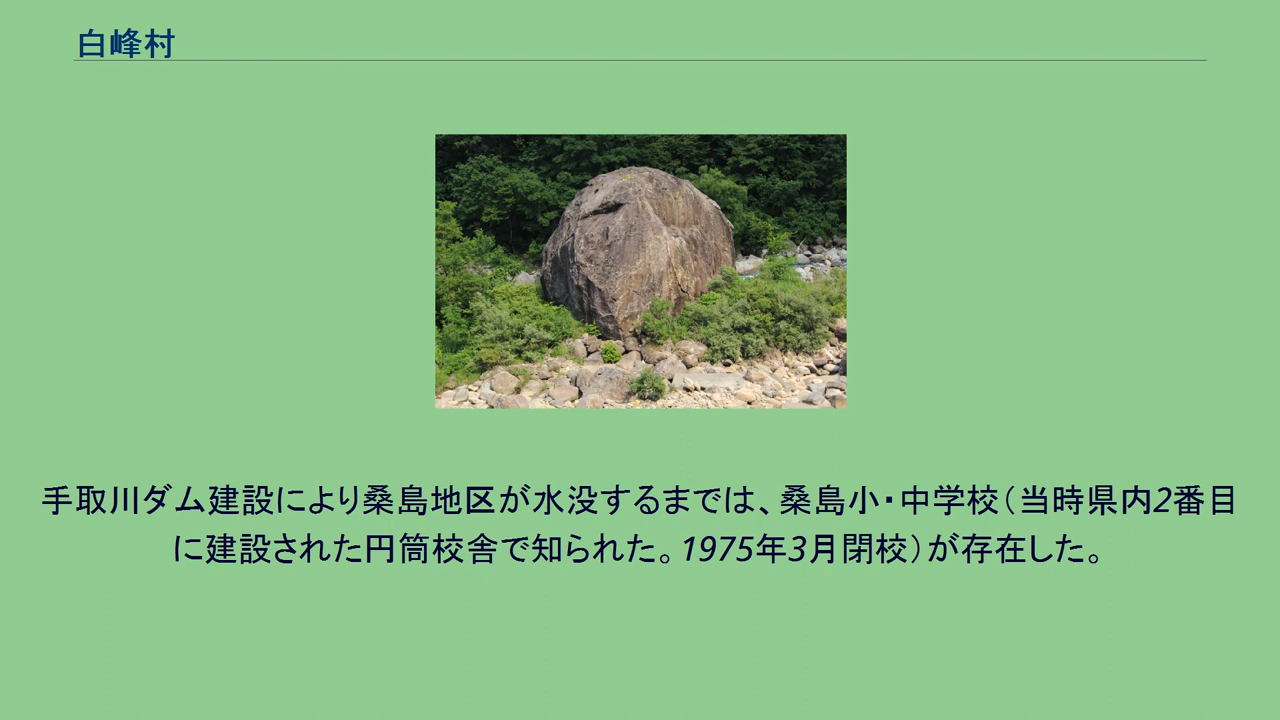 白峰村
手取川ダム建設により桑島地区が水没するまでは、桑島小・中学校（当時県内2番目
に建設された円筒校舎で知られた。1975年3月閉校）が存在した。